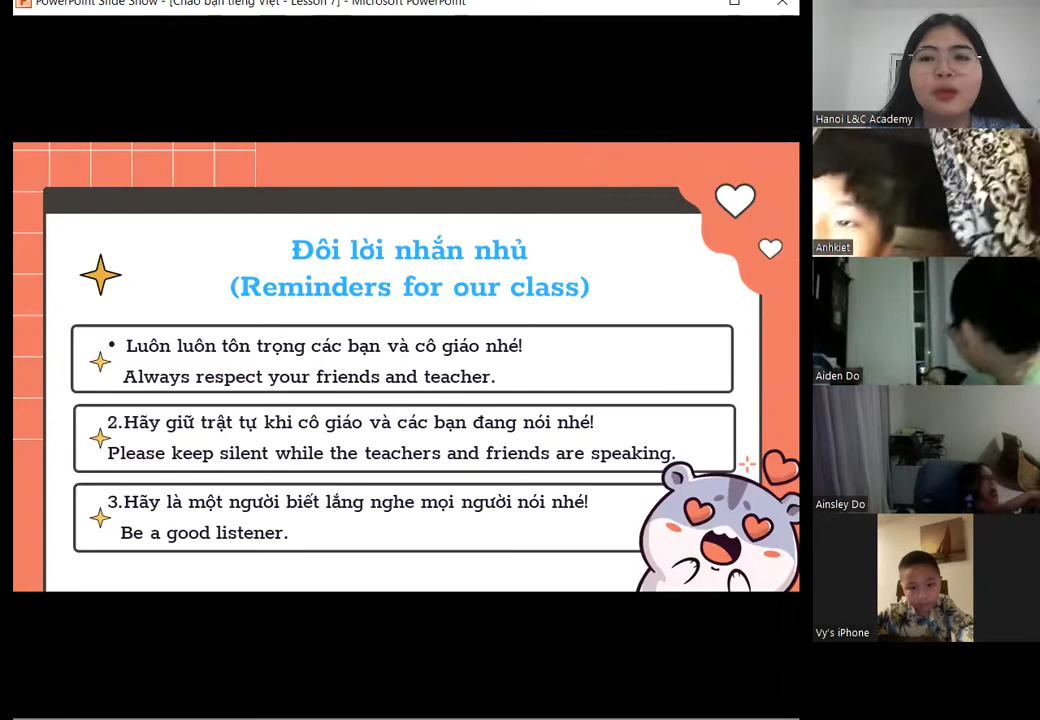 PowerPoint Slide Show - [Chào bạn tiếng Việt - Lesson 7] - Microsoft PowerPoint
Đôi lời nhắn nhủ
(Reminders for our class)
• Luôn luôn tôn trọng các bạn và cô giáo nhé!
Always respect your friends and teacher.
2.Hãy giữ trật tự khi cô giáo và các bạn đang nói nhé!
Please keep silent while the teachers and friends are speaking.
3.Hãy là một người biết lắng nghe mọi người nói nhé!
Be a good listener.
Hanoi L&C Academy
Anhkiet
Aiden Do
Ainsley Do
Vy's iPhone